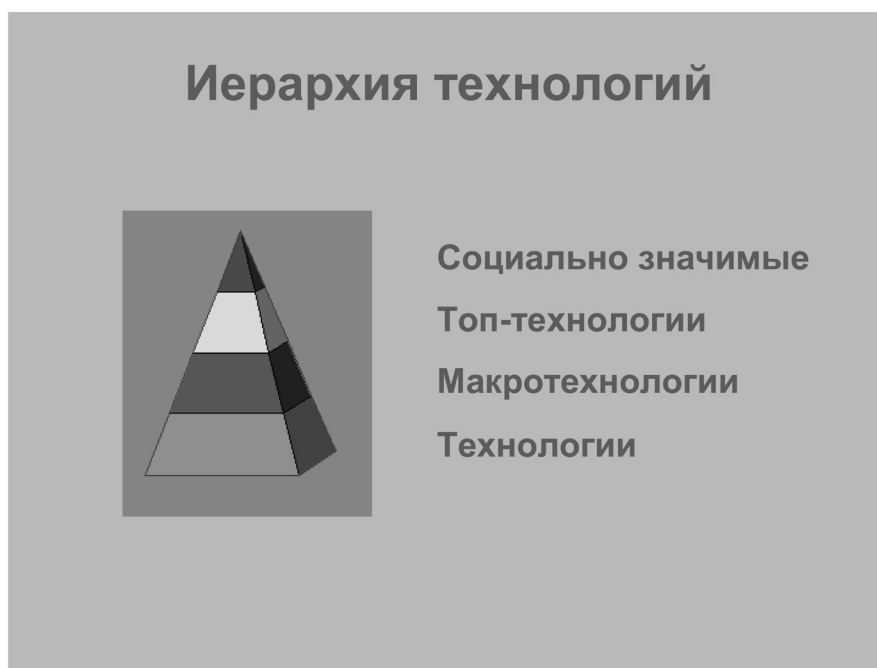 Иерархия технологий
Социально значимые
Топ-технологии
Макротехнологии
Технологии